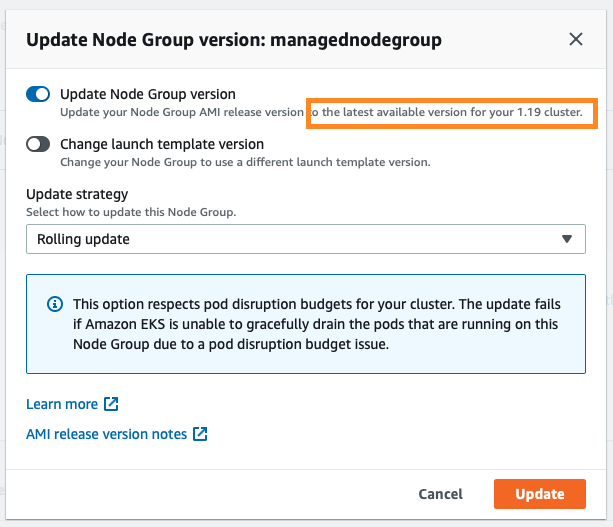 Update Node Group version: managednodegroup
Update Node Group version
Update your Node Group AMI release version to the latest available version for your 1.19 cluster.
Change launch template version
Change your Node Group to use a different launch template version.
Update strategy
Select how to update this Node Group.
Rolling update
This option respects pod disruption budgets for your cluster. The update fails
if Amazon EKS is unable to gracefully drain the pods that are running on this
Node Group due to a pod disruption budget issue.
Learn more
AMI release version notes
Cancel
Update